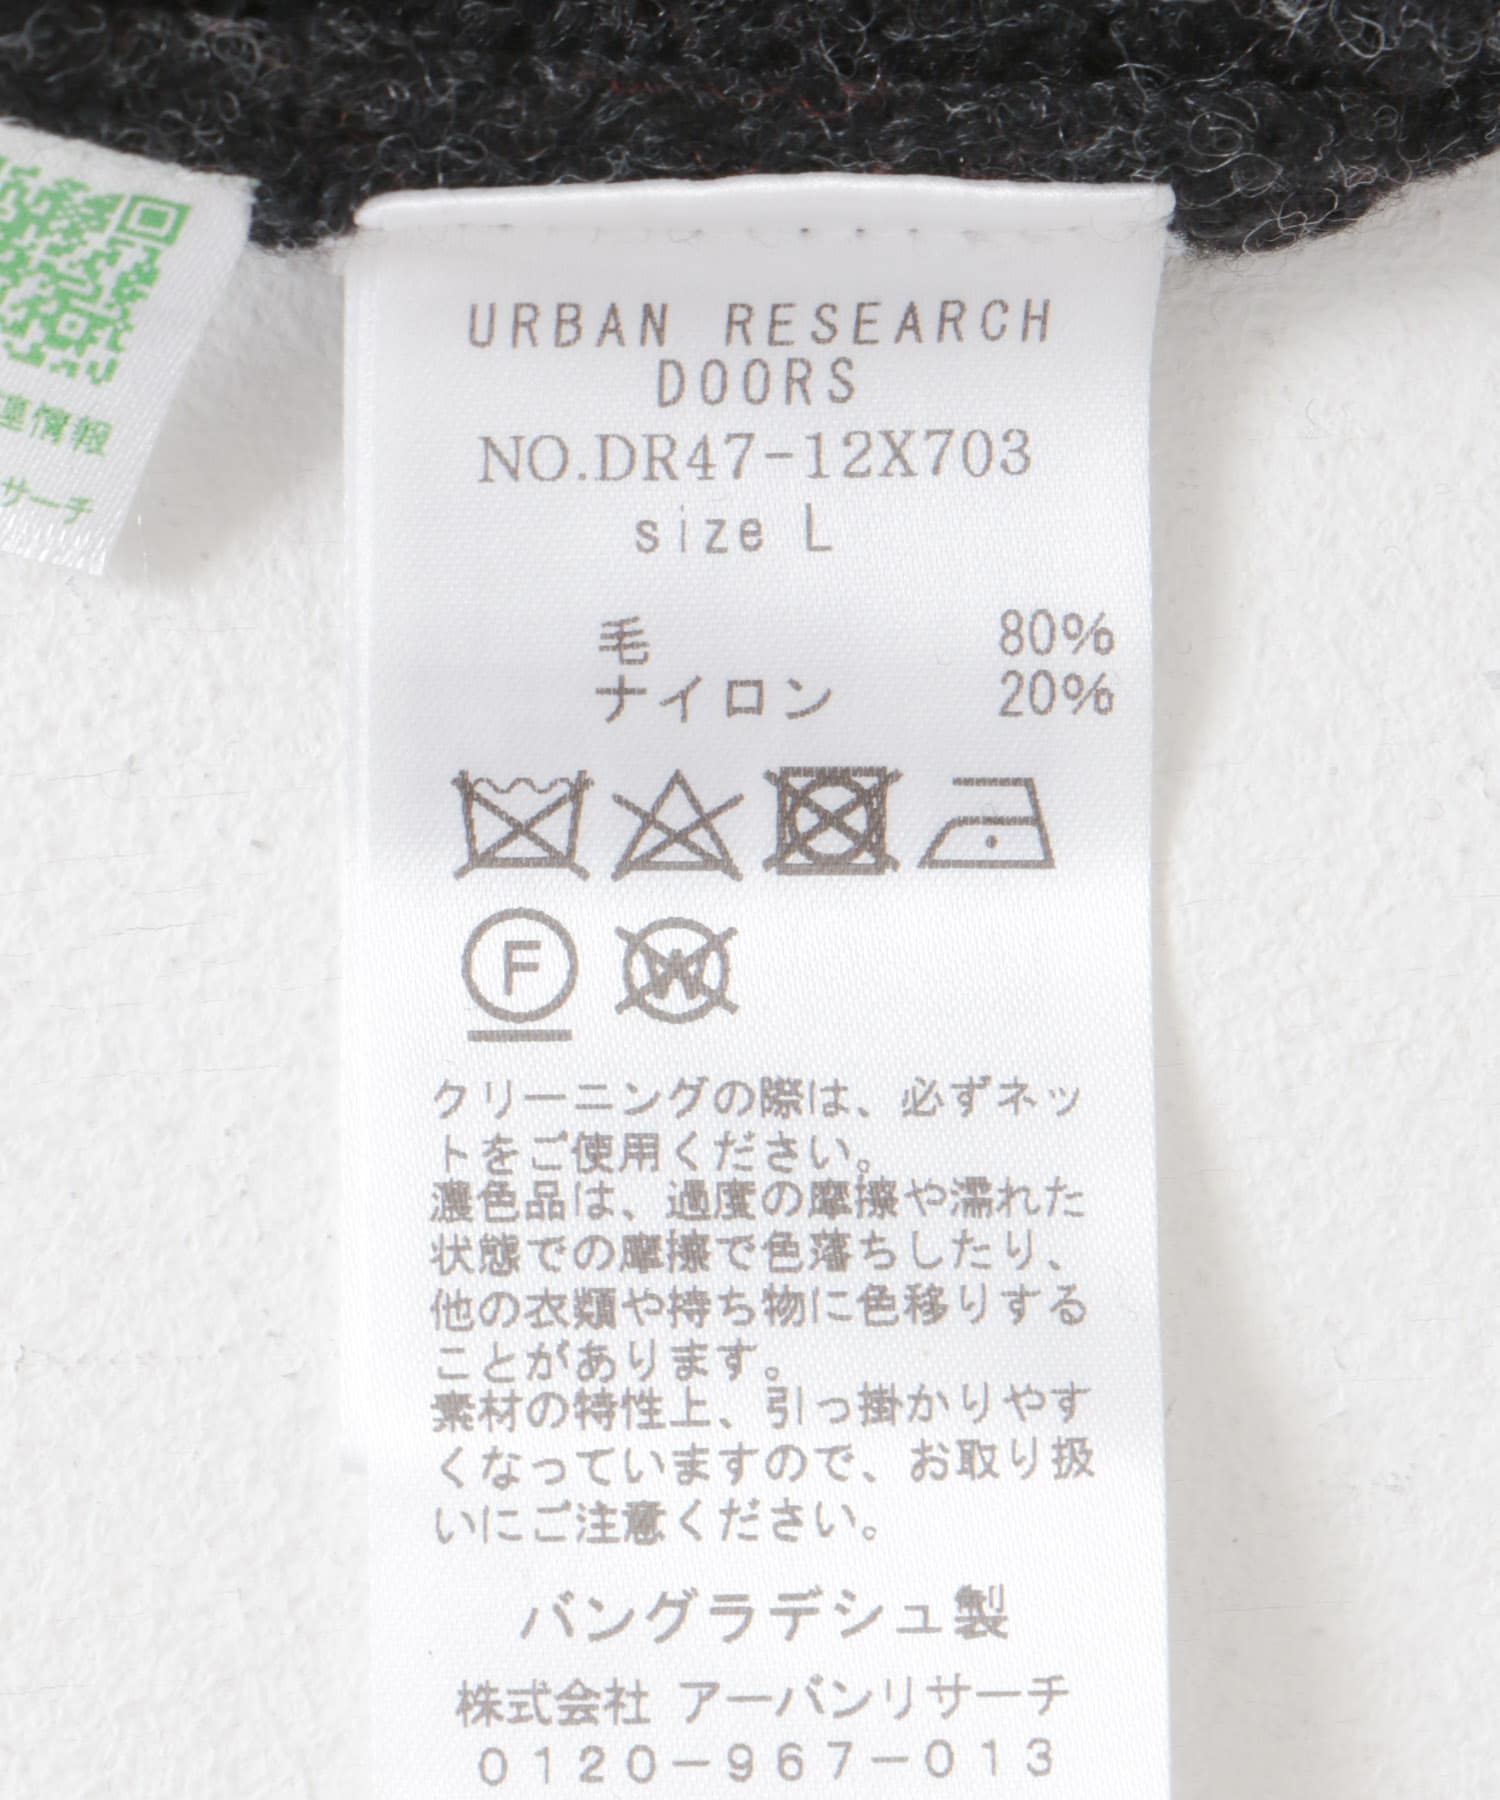 URBAN RESEARCH
DOORS
NO.DR47-12X703
size L
毛 80%
ナイロン 20%
F
W
クリーニングの際は、必ずネッ
トをご使用ください。
濃色品は、過度の摩擦や濡れた
状態での摩擦で色落ちしたり、
他の衣類や持ち物に色移りする
ことがあります。
素材の特性上、引っ掛かりやす
くなっていますので、お取り扱
いにご注意ください。
バングラデシュ製
株式会社 アーバンリサーチ
0120-967-013
情報
サーチ